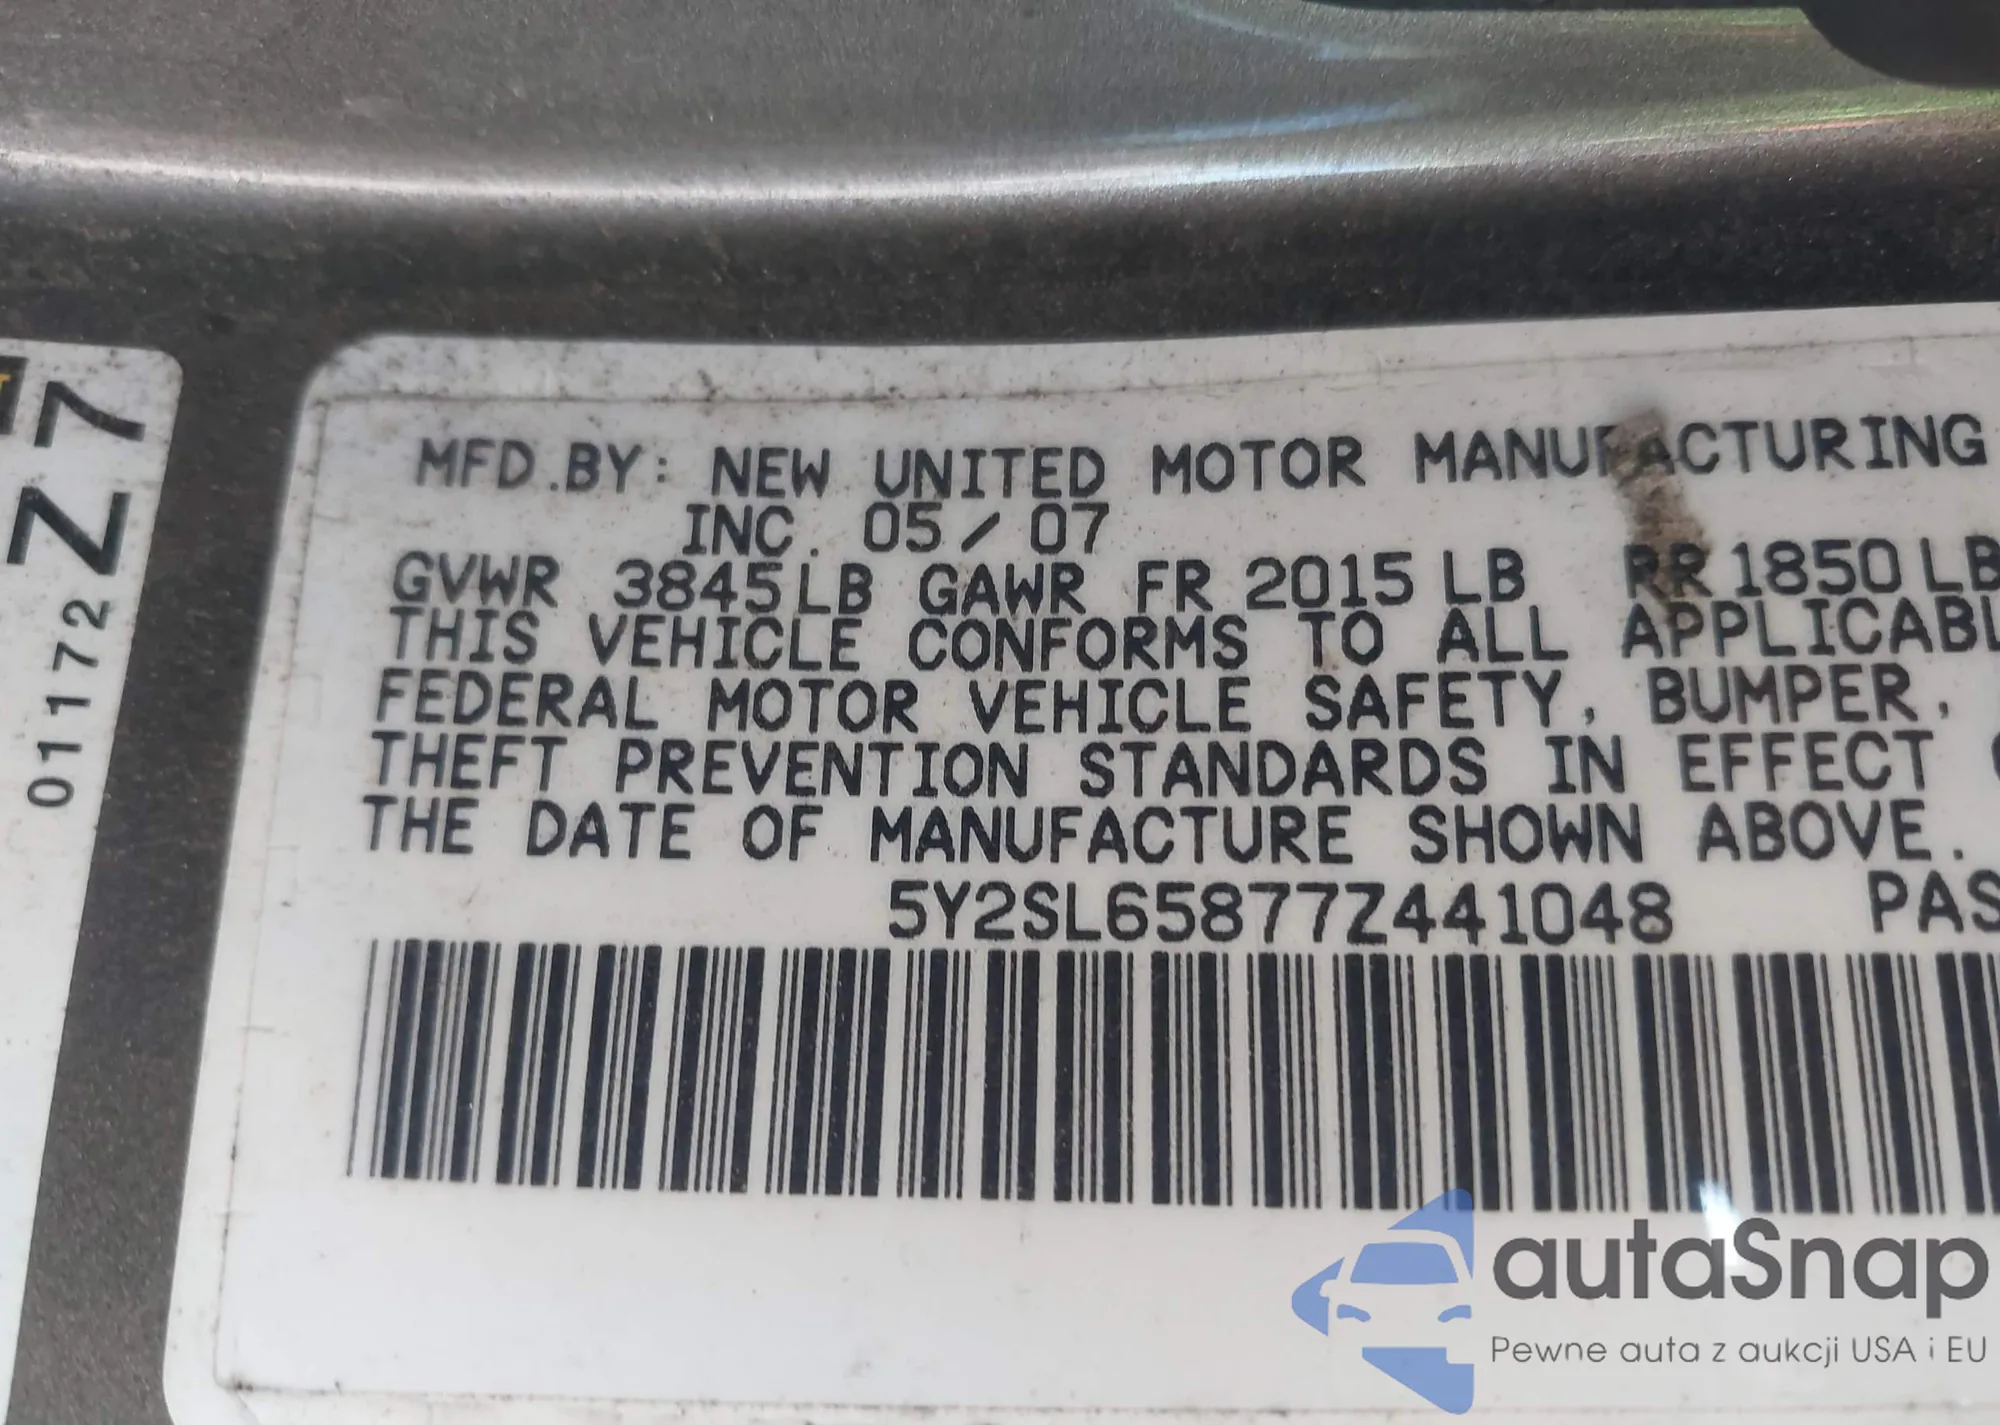 Z7
01172
MFD.BY: NEW UNITED MOTOR MANUFACTURING
INC. 05/07
GVWR 3845LB GAWR FR 2015 LB RR 1850 LB
THIS VEHICLE CONFORMS TO ALL APPLICABL
FEDERAL MOTOR VEHICLE SAFETY, BUMPER,
THEFT PREVENTION STANDARDS IN EFFECT
THE DATE OF MANUFACTURE SHOWN ABOVE.
5Y2SL65877Z441048 PAS
autaSnap
Pewne auta z aukcji USA i EU